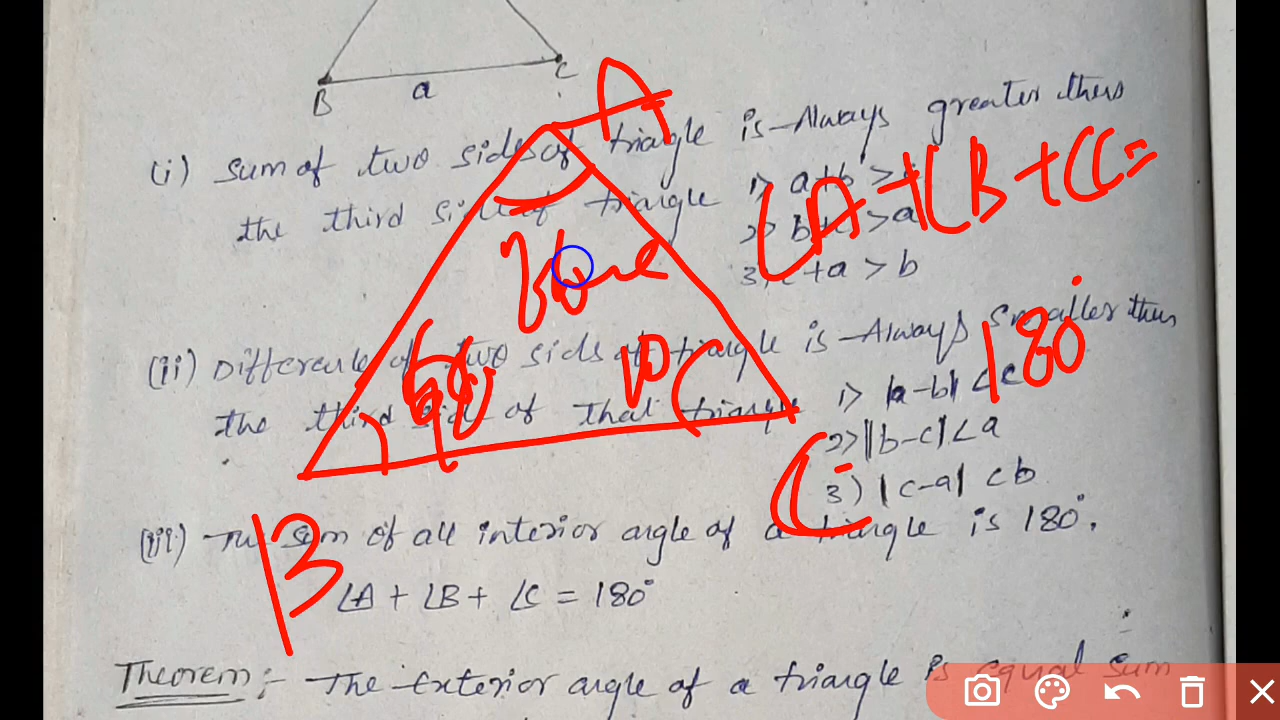 B a C
(i) Sum of two sides of triangle is Always greater then
the third side of triangle 1> a+b >
2> b+c >a
3) c+a > b
(ii) Difference of two sids of triangle is Always smaller then
the third side of that triangle 1> |a-b| < c
2> |b-c| < a
3) |c-a| < b
(iii) The sum of all interior angle of a triangle is 180°.
∠A + ∠B + ∠C = 180°
Theorem:- The exterior angle of a triangle is equal sum
A
B
C
∠A + ∠B + ∠C =
180°